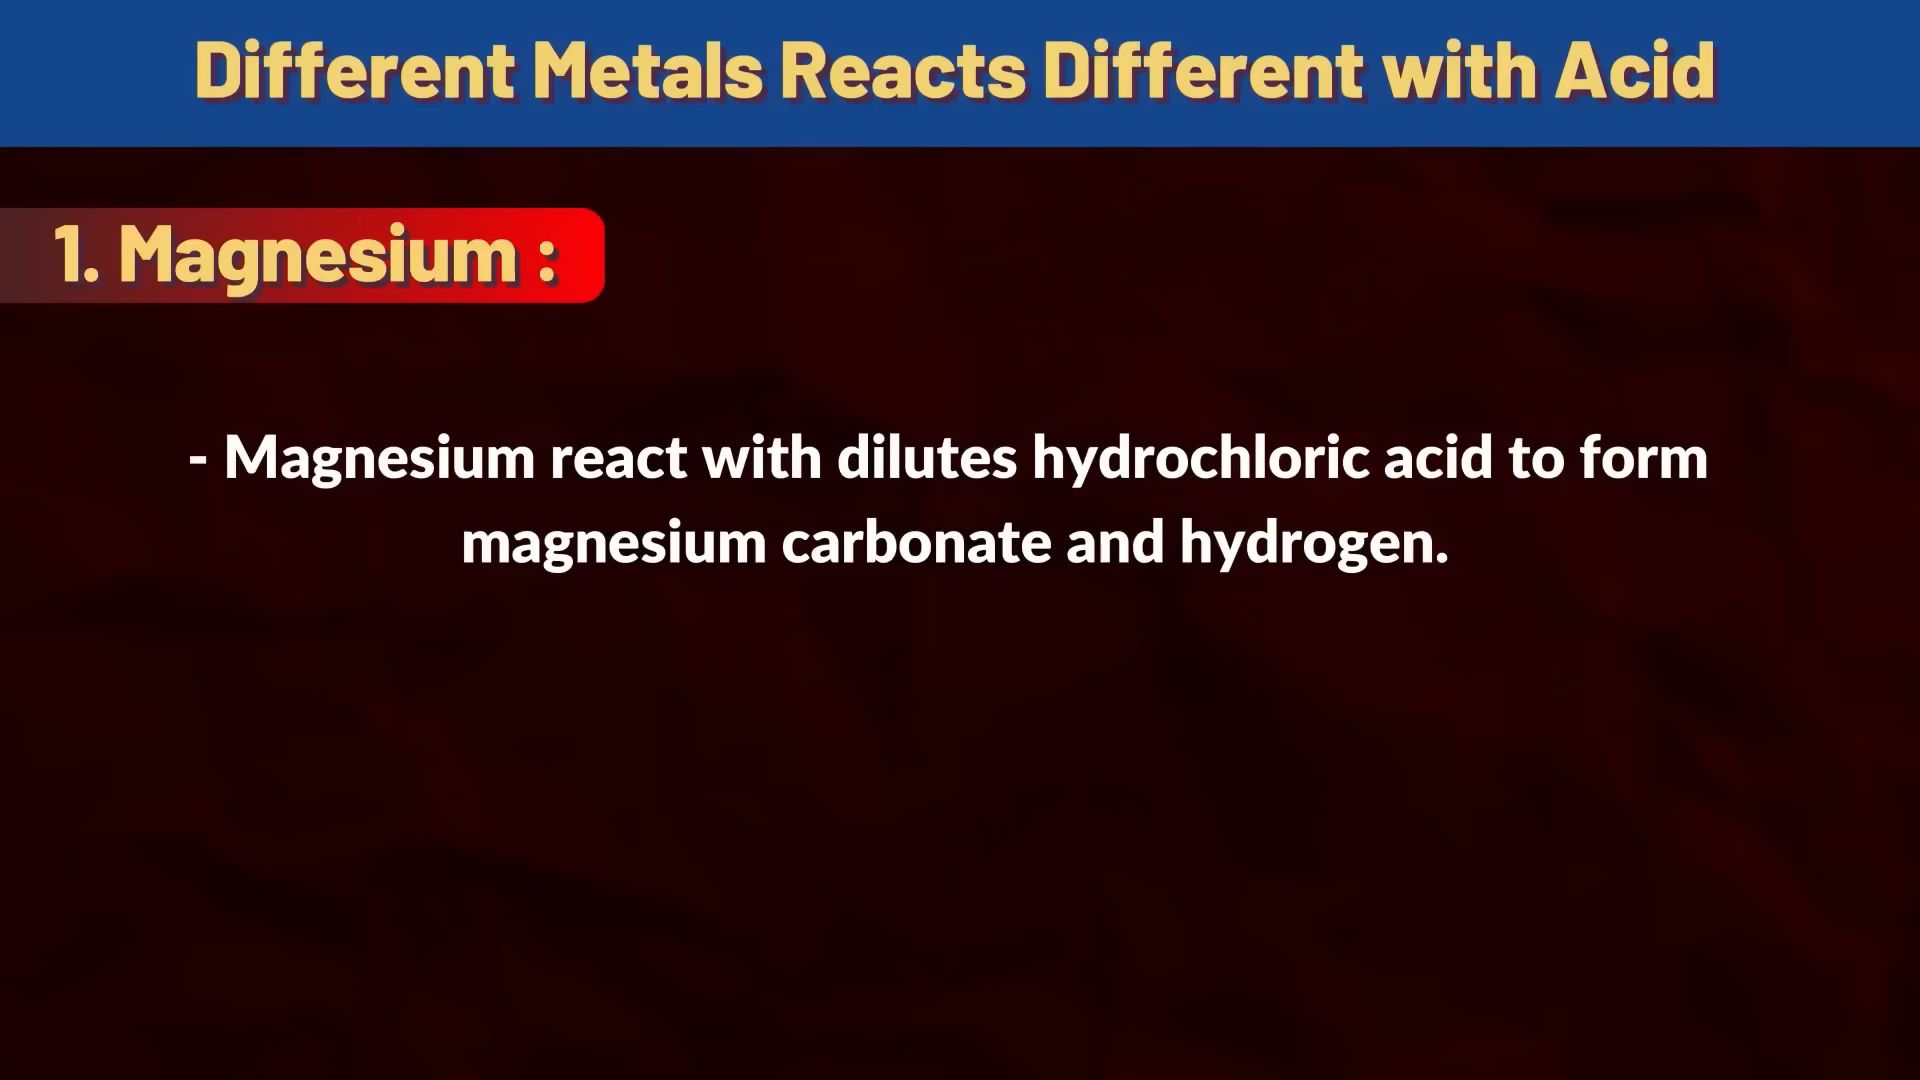 Different Metals Reacts Different with Acid
1. Magnesium :
- Magnesium react with dilutes hydrochloric acid to form
magnesium carbonate and hydrogen.